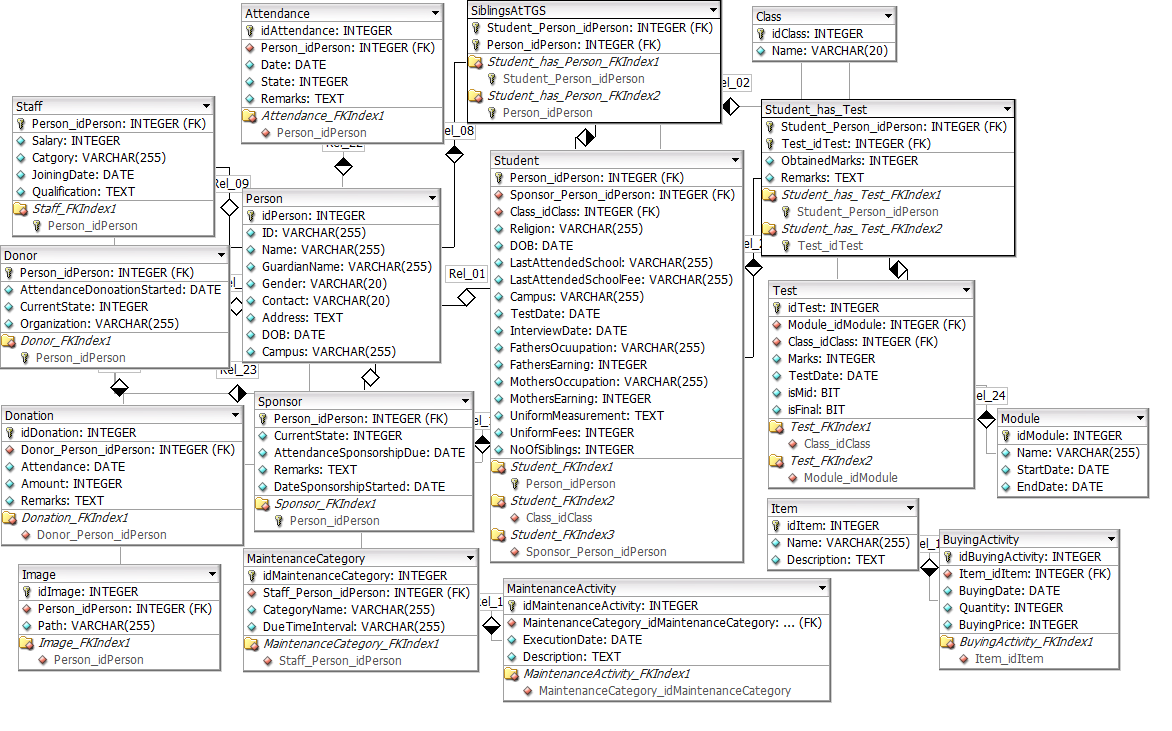 Attendance
idAttendance: INTEGER
Person_idPerson: INTEGER (FK)
Date: DATE
State: INTEGER
Remarks: TEXT
Attendance_FKIndex1
Person_idPerson
SiblingsAtTGS
Student_Person_idPerson: INTEGER (FK)
Person_idPerson: INTEGER (FK)
Student_has_Person_FKIndex1
Student_Person_idPerson
Student_has_Person_FKIndex2
Person_idPerson
Class
idClass: INTEGER
Name: VARCHAR(20)
Staff
Person_idPerson: INTEGER (FK)
Salary: INTEGER
Catgory: VARCHAR(255)
JoiningDate: DATE
Qualification: TEXT
Staff_FKIndex1
Person_idPerson
Student_has_Test
Student_Person_idPerson: INTEGER (FK)
Test_idTest: INTEGER (FK)
ObtainedMarks: INTEGER
Remarks: TEXT
Student_has_Test_FKIndex1
Student_Person_idPerson
Student_has_Test_FKIndex2
Test_idTest
el_02
el_08
Rel_22
Rel_09
Person
idPerson: INTEGER
ID: VARCHAR(255)
Name: VARCHAR(255)
GuardianName: VARCHAR(255)
Gender: VARCHAR(20)
Contact: VARCHAR(20)
Address: TEXT
DOB: DATE
Campus: VARCHAR(255)
Rel_01
Student
Person_idPerson: INTEGER (FK)
Sponsor_Person_idPerson: INTEGER (FK)
Class_idClass: INTEGER (FK)
Religion: VARCHAR(255)
DOB: DATE
LastAttendedSchool: VARCHAR(255)
LastAttendedSchoolFee: VARCHAR(255)
Campus: VARCHAR(255)
TestDate: DATE
InterviewDate: DATE
FathersOcuupation: VARCHAR(255)
FathersEarning: INTEGER
MothersOccupation: VARCHAR(255)
MothersEarning: INTEGER
UniformMeasurement: TEXT
UniformFees: INTEGER
NoOfSiblings: INTEGER
Student_FKIndex1
Person_idPerson
Student_FKIndex2
Class_idClass
Student_FKIndex3
Sponsor_Person_idPerson
Donor
Person_idPerson: INTEGER (FK)
AttendanceDonoationStarted: DATE
CurrentState: INTEGER
Organization: VARCHAR(255)
Donor_FKIndex1
Person_idPerson
Rel_23
Test
idTest: INTEGER
Module_idModule: INTEGER (FK)
Class_idClass: INTEGER (FK)
Marks: INTEGER
TestDate: DATE
isMid: BIT
isFinal: BIT
Test_FKIndex1
Class_idClass
Test_FKIndex2
Module_idModule
el_24
Module
idModule: INTEGER
Name: VARCHAR(255)
StartDate: DATE
EndDate: DATE
Donation
idDonation: INTEGER
Donor_Person_idPerson: INTEGER (FK)
Attendance: DATE
Amount: INTEGER
Remarks: TEXT
Donation_FKIndex1
Donor_Person_idPerson
Sponsor
Person_idPerson: INTEGER (FK)
CurrentState: INTEGER
AttendanceSponsorshipDue: DATE
Remarks: TEXT
DateSponsorshipStarted: DATE
Sponsor_FKIndex1
Person_idPerson
Item
idItem: INTEGER
Name: VARCHAR(255)
Description: TEXT
BuyingActivity
idBuyingActivity: INTEGER
Item_idItem: INTEGER (FK)
BuyingDate: DATE
Quantity: INTEGER
BuyingPrice: INTEGER
BuyingActivity_FKIndex1
Item_idItem
Image
idImage: INTEGER
Person_idPerson: INTEGER (FK)
Path: VARCHAR(255)
Image_FKIndex1
Person_idPerson
MaintenanceCategory
idMaintenanceCategory: INTEGER
Staff_Person_idPerson: INTEGER (FK)
CategoryName: VARCHAR(255)
DueTimeInterval: VARCHAR(255)
MaintenanceCategory_FKIndex1
Staff_Person_idPerson
MaintenanceActivity
idMaintenanceActivity: INTEGER
MaintenanceCategory_idMaintenanceCategory: ... (FK)
ExecutionDate: DATE
Description: TEXT
MaintenanceActivity_FKIndex1
MaintenanceCategory_idMaintenanceCategory